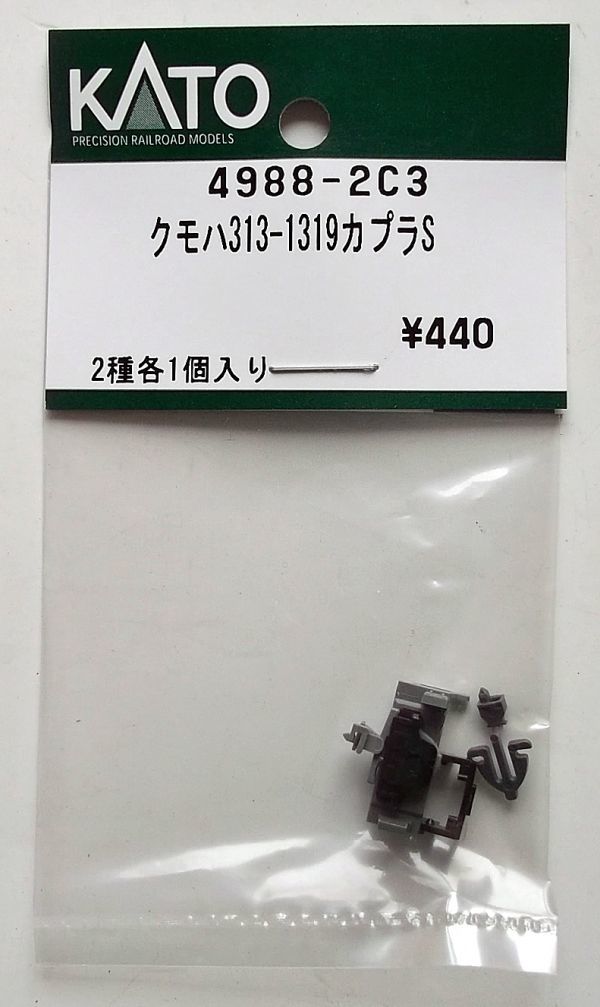 KATO
PRECISION RAILROAD MODELS
4988-2C3
クモハ313-1319カプラS
¥440
2種各1個入り